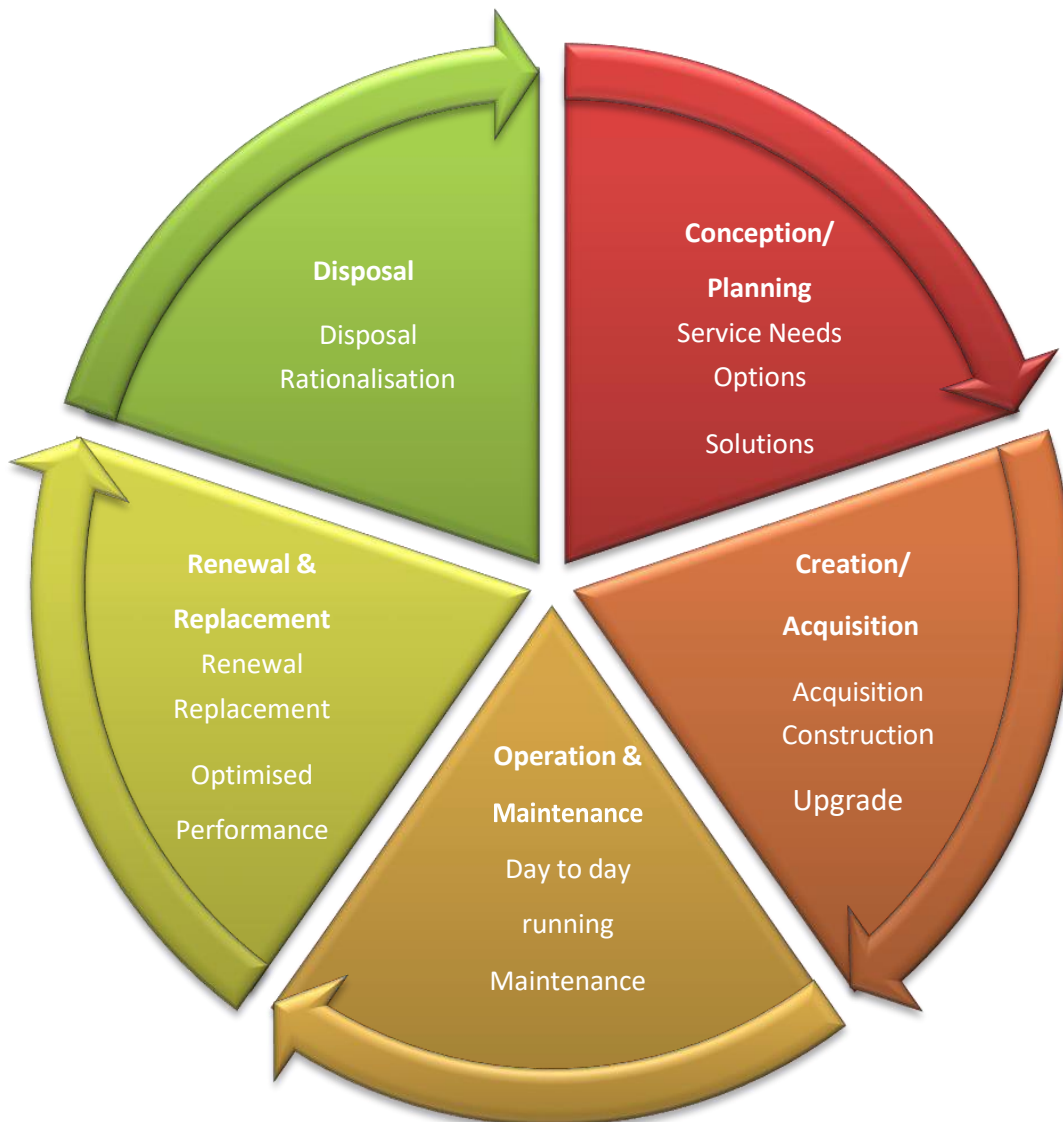 Conception/
Planning
Service Needs
Options
Solutions
Creation/
Acquisition
Acquisition
Construction
Upgrade
Operation &
Maintenance
Day to day
running
Maintenance
Renewal &
Replacement
Renewal
Replacement
Optimised
Performance
Disposal
Disposal
Rationalisation